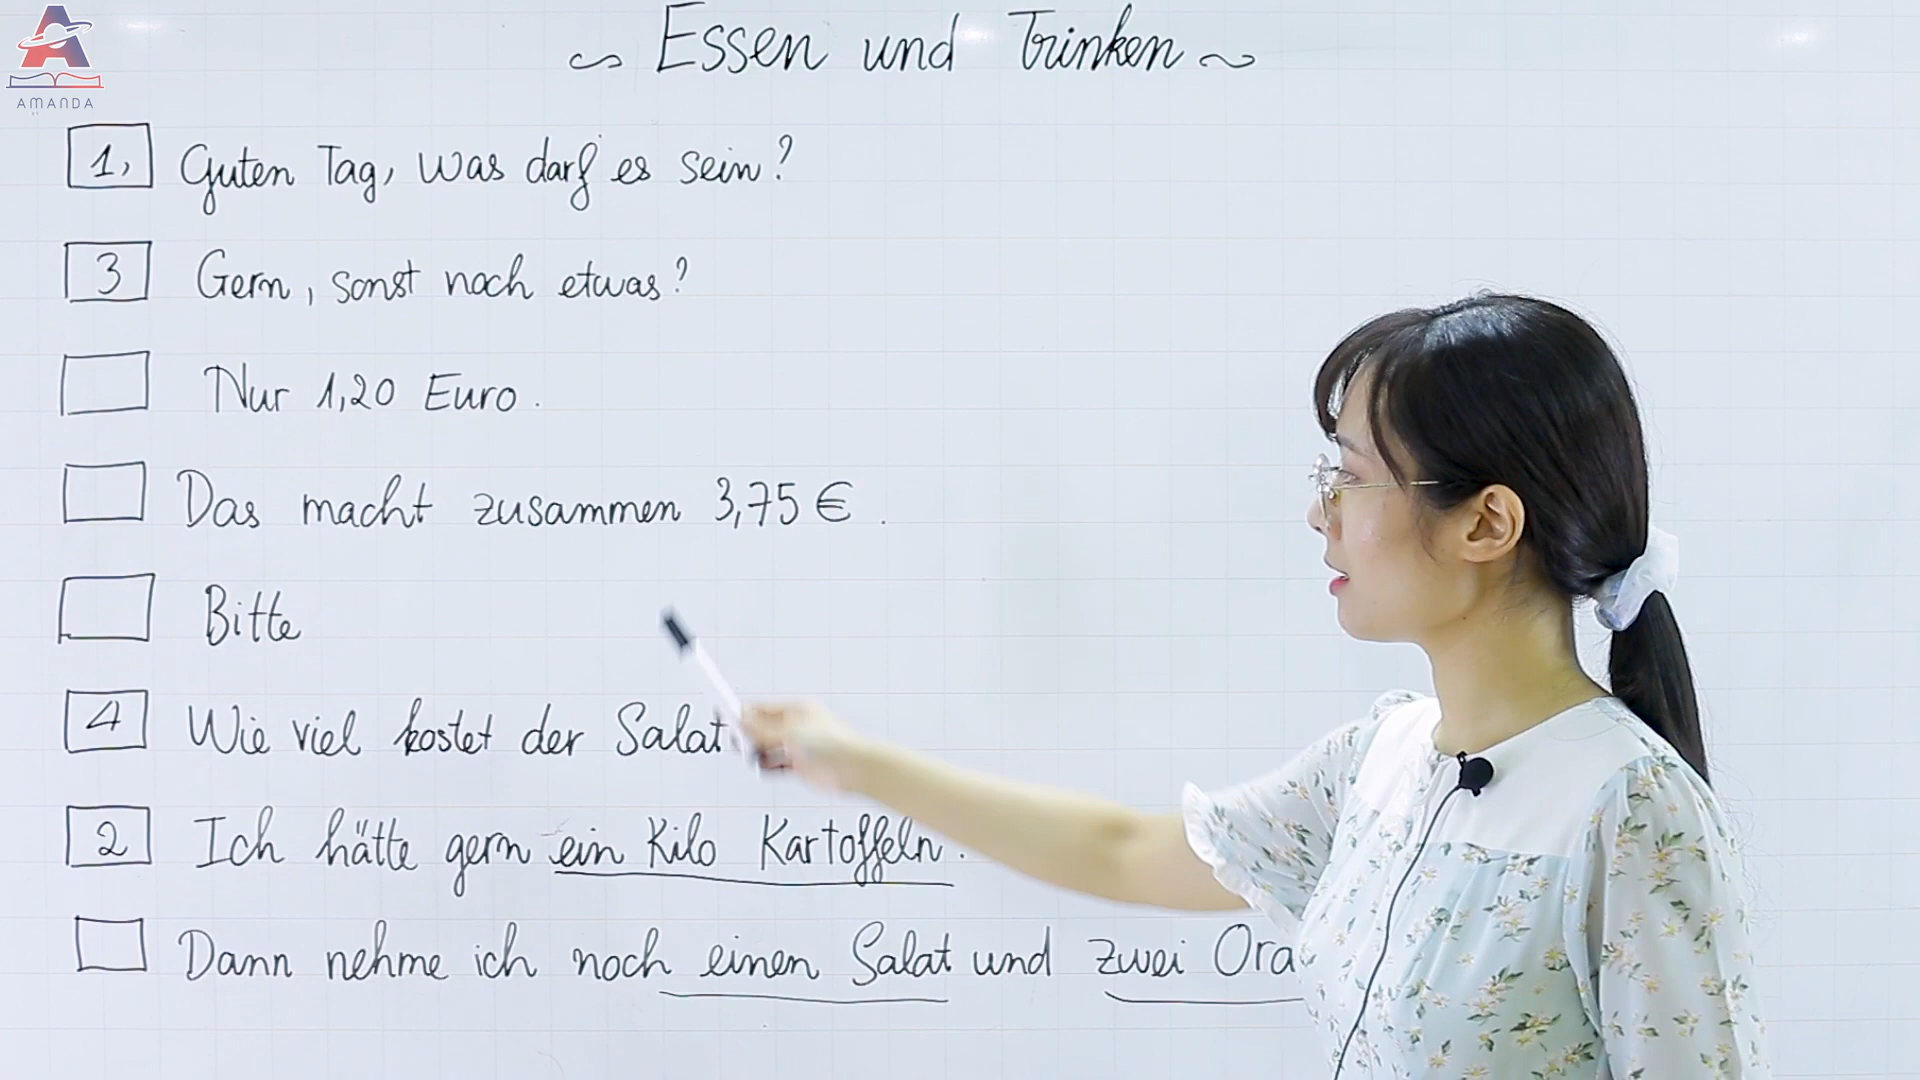 AMANDA
~ Essen und Trinken ~
1, Guten Tag, was darf es sein?
3 Gern, sonst noch etwas?
Nur 1,20 Euro.
Das macht zusammen 3,75 €.
Bitte
4 Wie viel kostet der Salat
2 Ich hätte gern ein Kilo Kartoffeln.
Dann nehme ich noch einen Salat und zwei